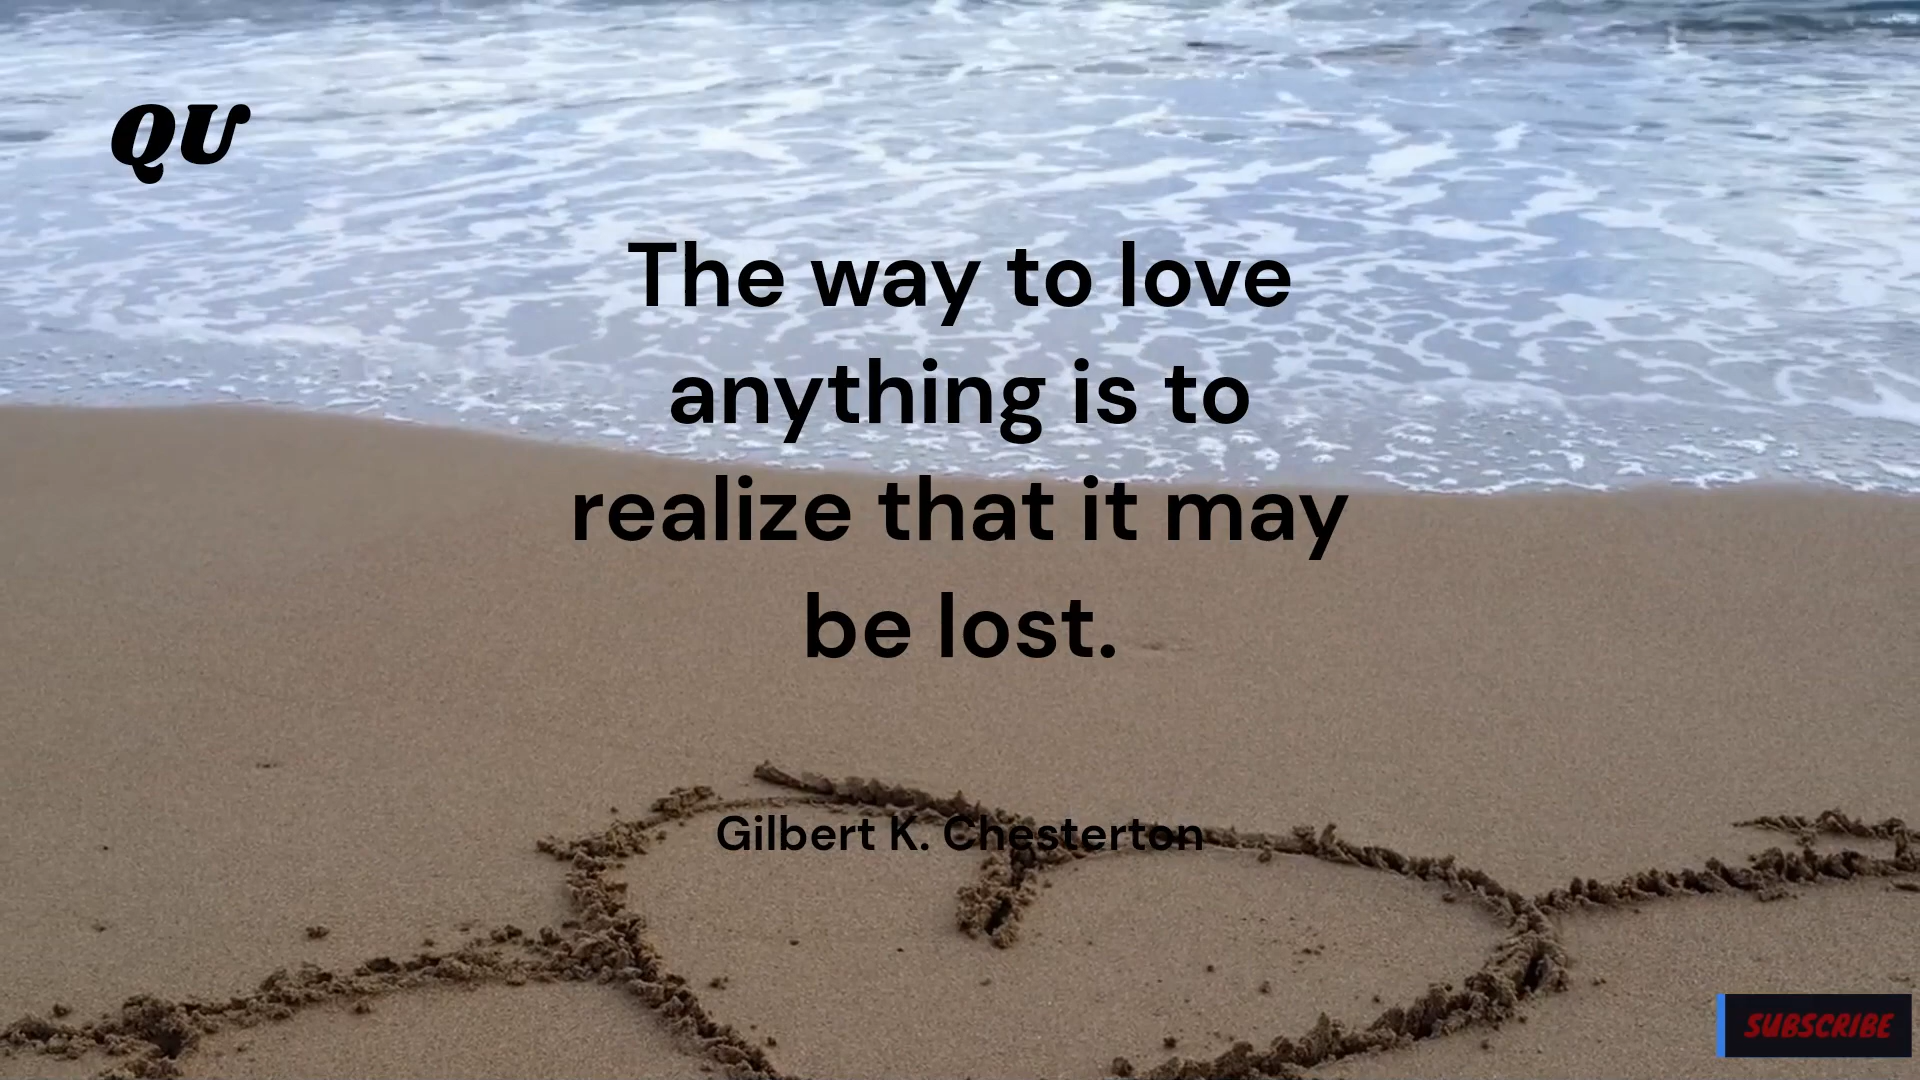 QU
The way to love
anything is to
realize that it may
be lost.
Gilbert K. Chesterton
SUBSCRIBE